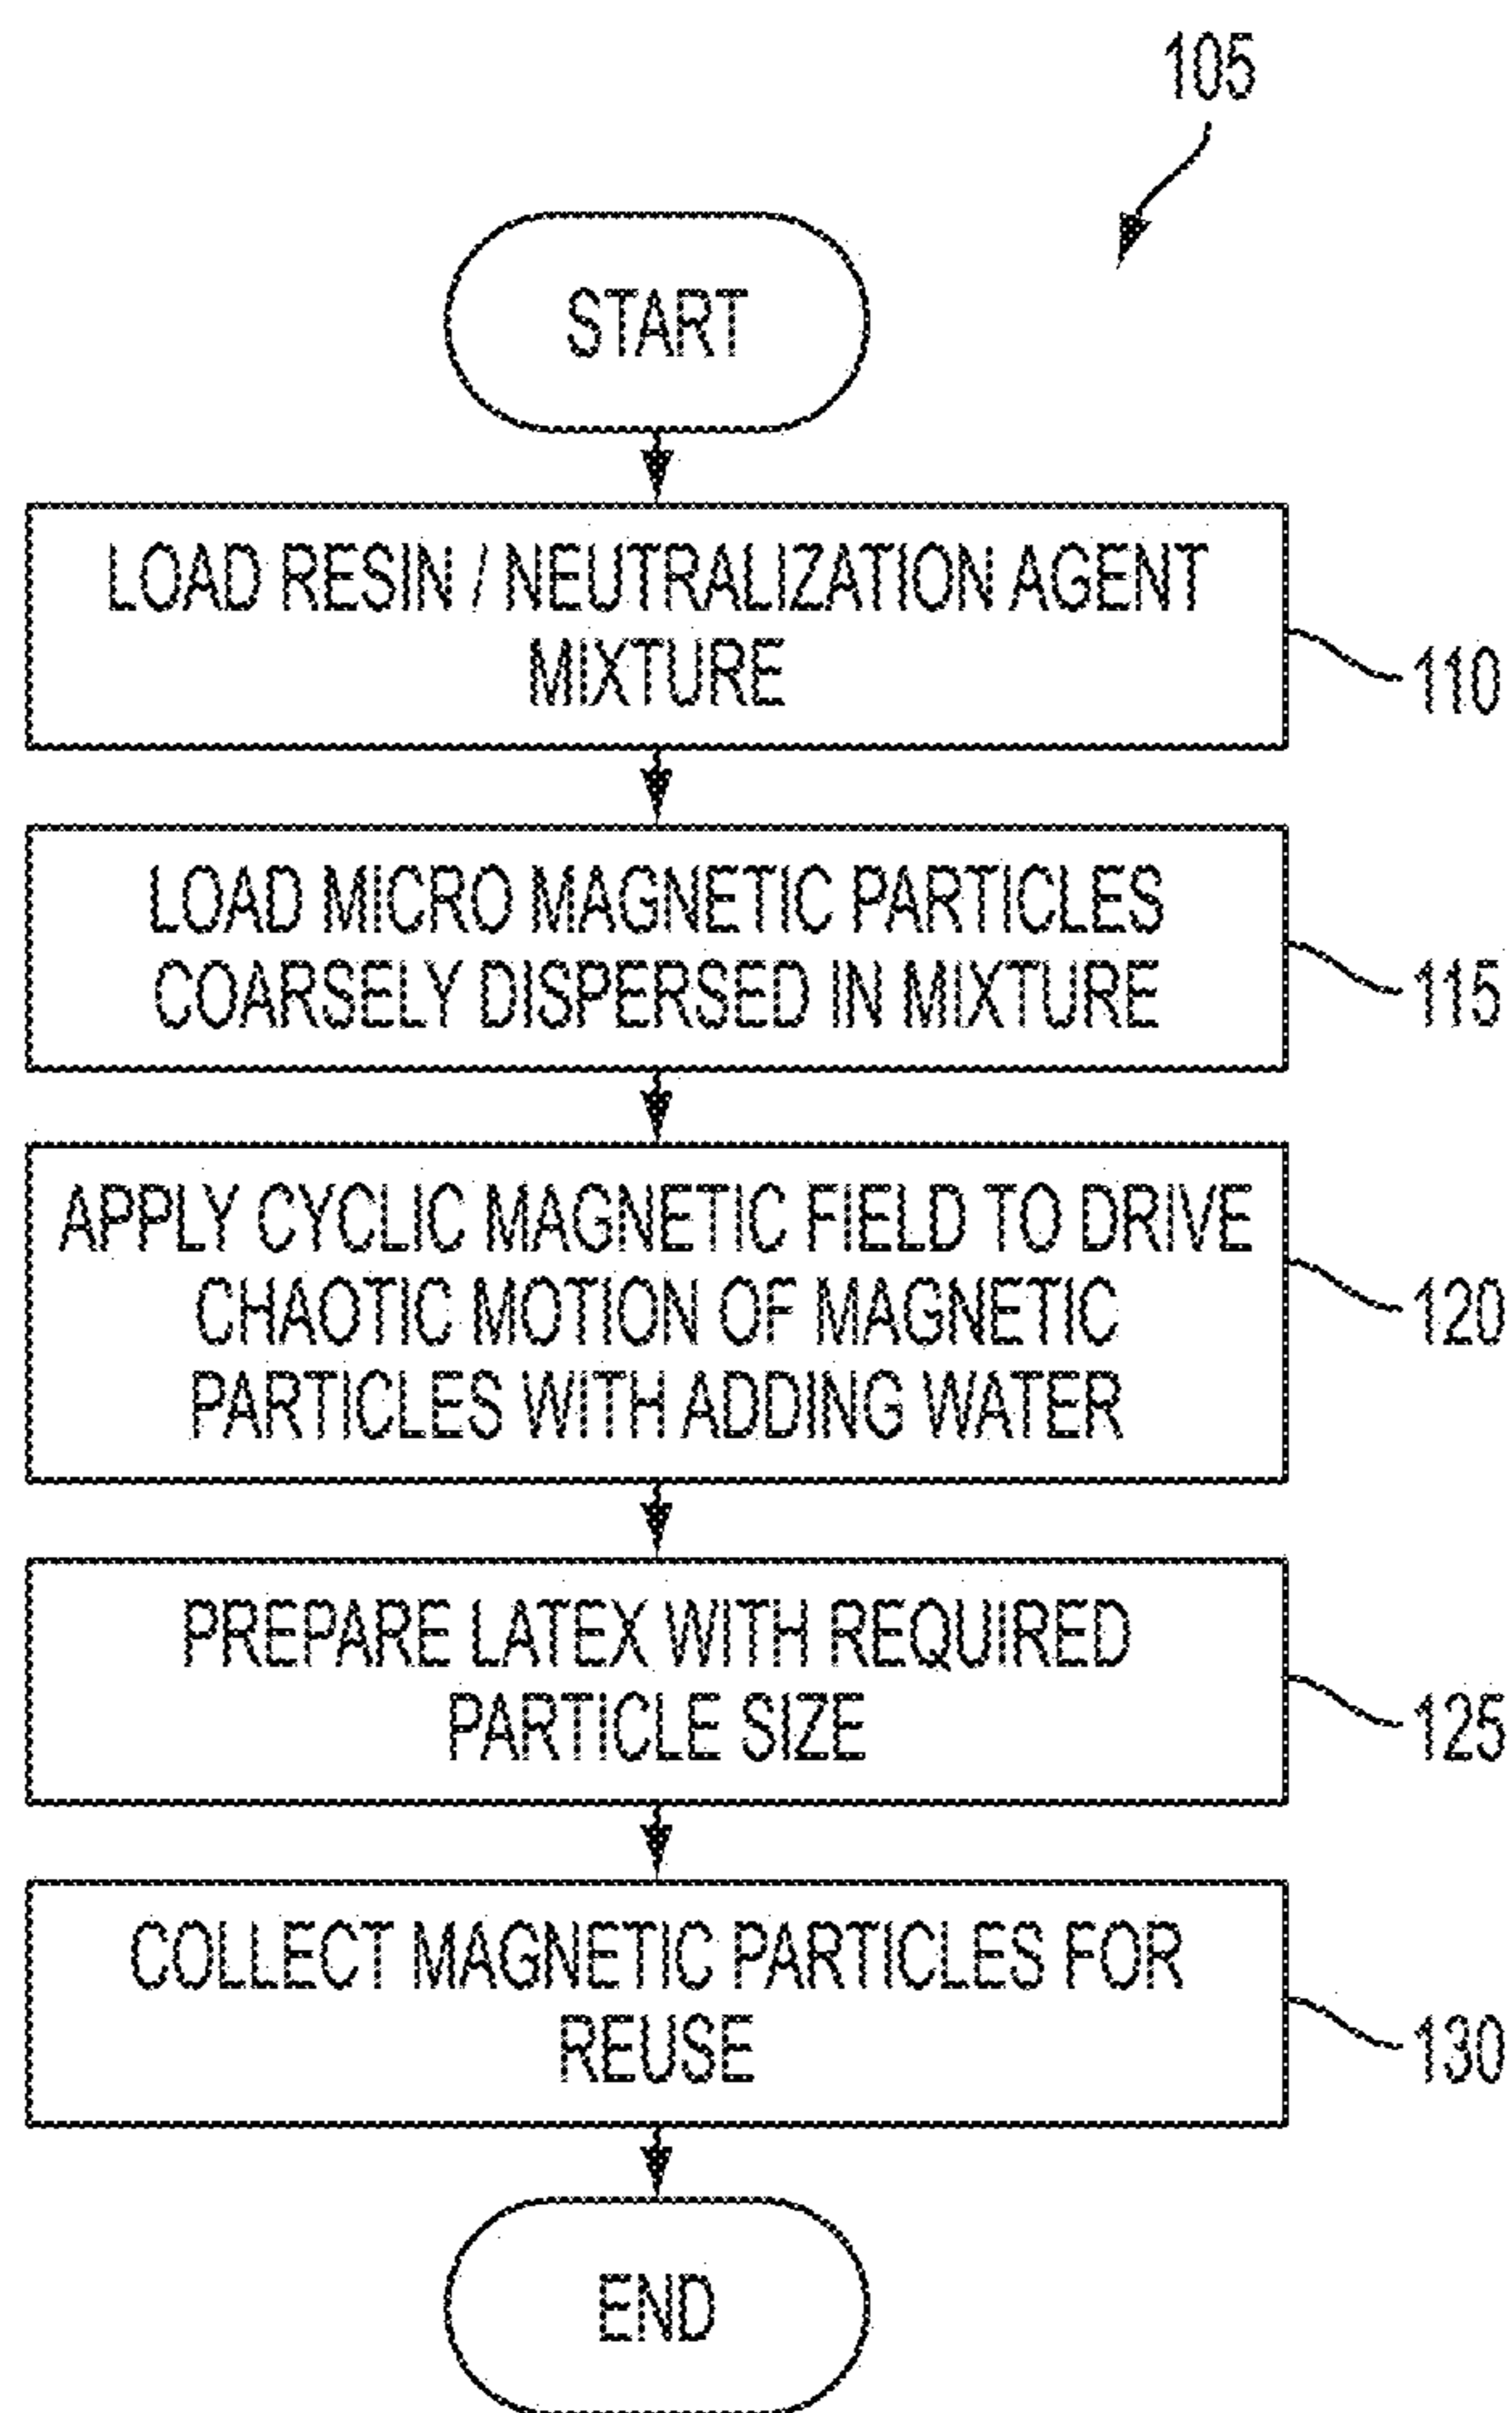 105
START
LOAD RESIN / NEUTRALIZATION AGENT
MIXTURE
110
LOAD MICRO MAGNETIC PARTICLES
COARSELY DISPERSED IN MIXTURE
115
APPLY CYCLIC MAGNETIC FIELD TO DRIVE
CHAOTIC MOTION OF MAGNETIC
PARTICLES WITH ADDING WATER
120
PREPARE LATEX WITH REQUIRED
PARTICLE SIZE
125
COLLECT MAGNETIC PARTICLES FOR
REUSE
130
END